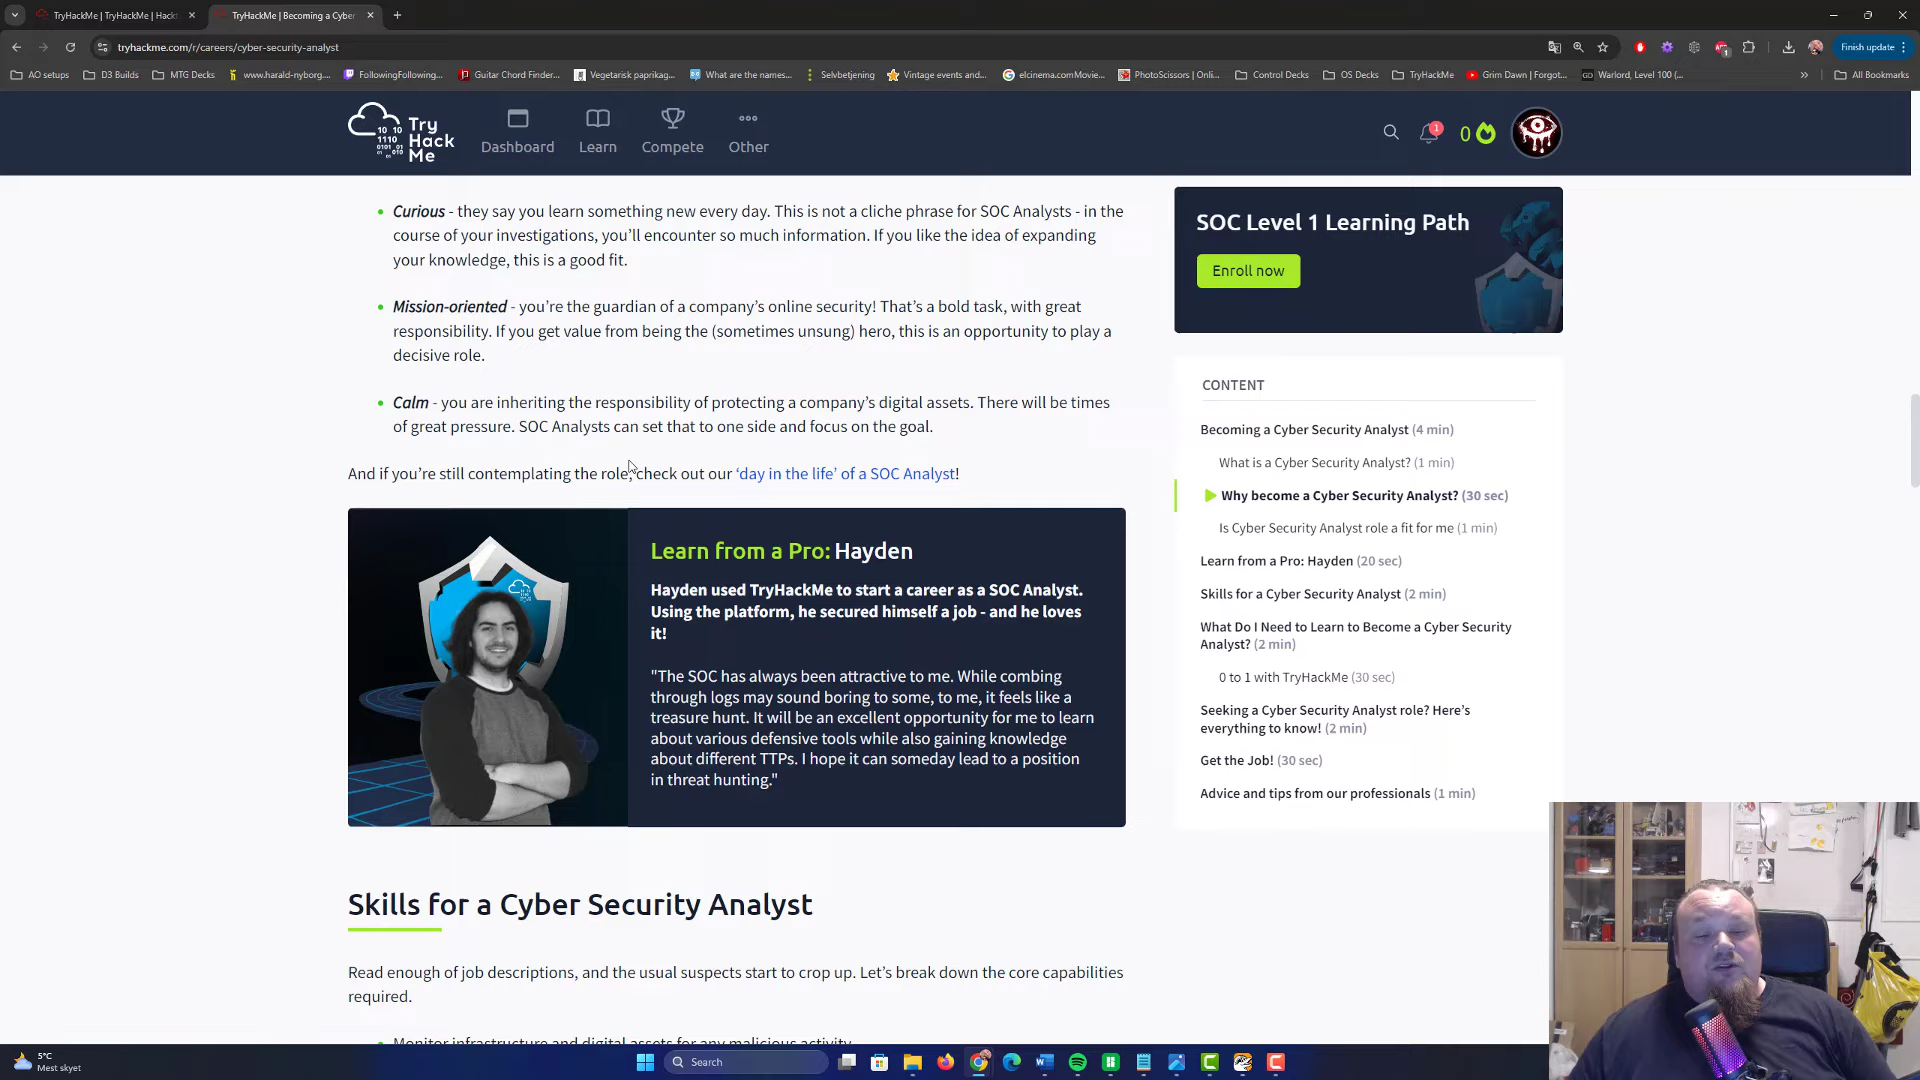 TryHackMe | TryHackMe | Hack
TryHackMe | Becoming a Cyber
tryhackme.com/r/careers/cyber-security-analyst
Finish update
AO setups
D3 Builds
MTG Decks
www.harald-nyborg....
FollowingFollowing...
Guitar Chord Finder...
Vegetarisk paprikag...
What are the names...
Selvbetjening
Vintage events and...
elcinema.comMovie...
PhotoScissors | Onli...
Control Decks
OS Decks
TryHackMe
Grim Dawn | Forgot...
Warlord, Level 100 (...
All Bookmarks
Try
Hack
Me
Dashboard
Learn
Compete
Other
1
0
Curious - they say you learn something new every day. This is not a cliche phrase for SOC Analysts - in the
course of your investigations, you'll encounter so much information. If you like the idea of expanding
your knowledge, this is a good fit.
Mission-oriented - you're the guardian of a company's online security! That's a bold task, with great
responsibility. If you get value from being the (sometimes unsung) hero, this is an opportunity to play a
decisive role.
Calm - you are inheriting the responsibility of protecting a company's digital assets. There will be times
of great pressure. SOC Analysts can set that to one side and focus on the goal.
And if you're still contemplating the role, check out our 'day in the life' of a SOC Analyst!
Learn from a Pro: Hayden
Hayden used TryHackMe to start a career as a SOC Analyst.
Using the platform, he secured himself a job - and he loves
it!
"The SOC has always been attractive to me. While combing
through logs may sound boring to some, to me, it feels like a
treasure hunt. It will be an excellent opportunity for me to learn
about various defensive tools while also gaining knowledge
about different TTPs. I hope it can someday lead to a position
in threat hunting."
Skills for a Cyber Security Analyst
Read enough of job descriptions, and the usual suspects start to crop up. Let's break down the core capabilities
required.
Monitor infrastructure and digital assets for any malicious activity
SOC Level 1 Learning Path
Enroll now
CONTENT
Becoming a Cyber Security Analyst (4 min)
What is a Cyber Security Analyst? (1 min)
Why become a Cyber Security Analyst? (30 sec)
Is Cyber Security Analyst role a fit for me (1 min)
Learn from a Pro: Hayden (20 sec)
Skills for a Cyber Security Analyst (2 min)
What Do I Need to Learn to Become a Cyber Security
Analyst? (2 min)
0 to 1 with TryHackMe (30 sec)
Seeking a Cyber Security Analyst role? Here's
everything to know! (2 min)
Get the Job! (30 sec)
Advice and tips from our professionals (1 min)
5°C
Mest skyet
Search